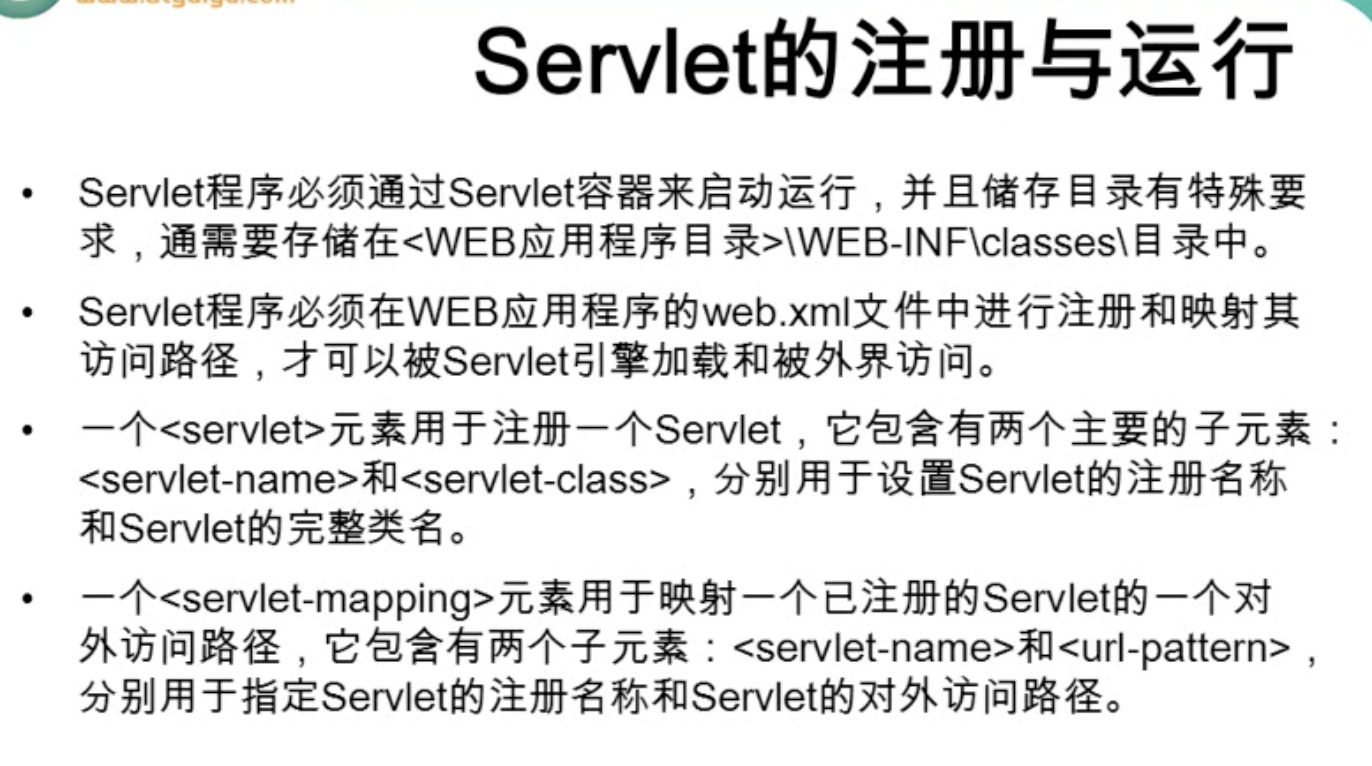 Servlet的注册与运行
• Servlet程序必须通过Servlet容器来启动运行，并且储存目录有特殊要
求，通需要存储在<WEB应用程序目录>\WEB-INF\classes\目录中。
• Servlet程序必须在WEB应用程序的web.xml文件中进行注册和映射其
访问路径，才可以被Servlet引擎加载和被外界访问。
• 一个<servlet>元素用于注册一个Servlet，它包含有两个主要的子元素：
<servlet-name>和<servlet-class>，分别用于设置Servlet的注册名称
和Servlet的完整类名。
• 一个<servlet-mapping>元素用于映射一个已注册的Servlet的一个对
外访问路径，它包含有两个子元素：<servlet-name>和<url-pattern>，
分别用于指定Servlet的注册名称和Servlet的对外访问路径。